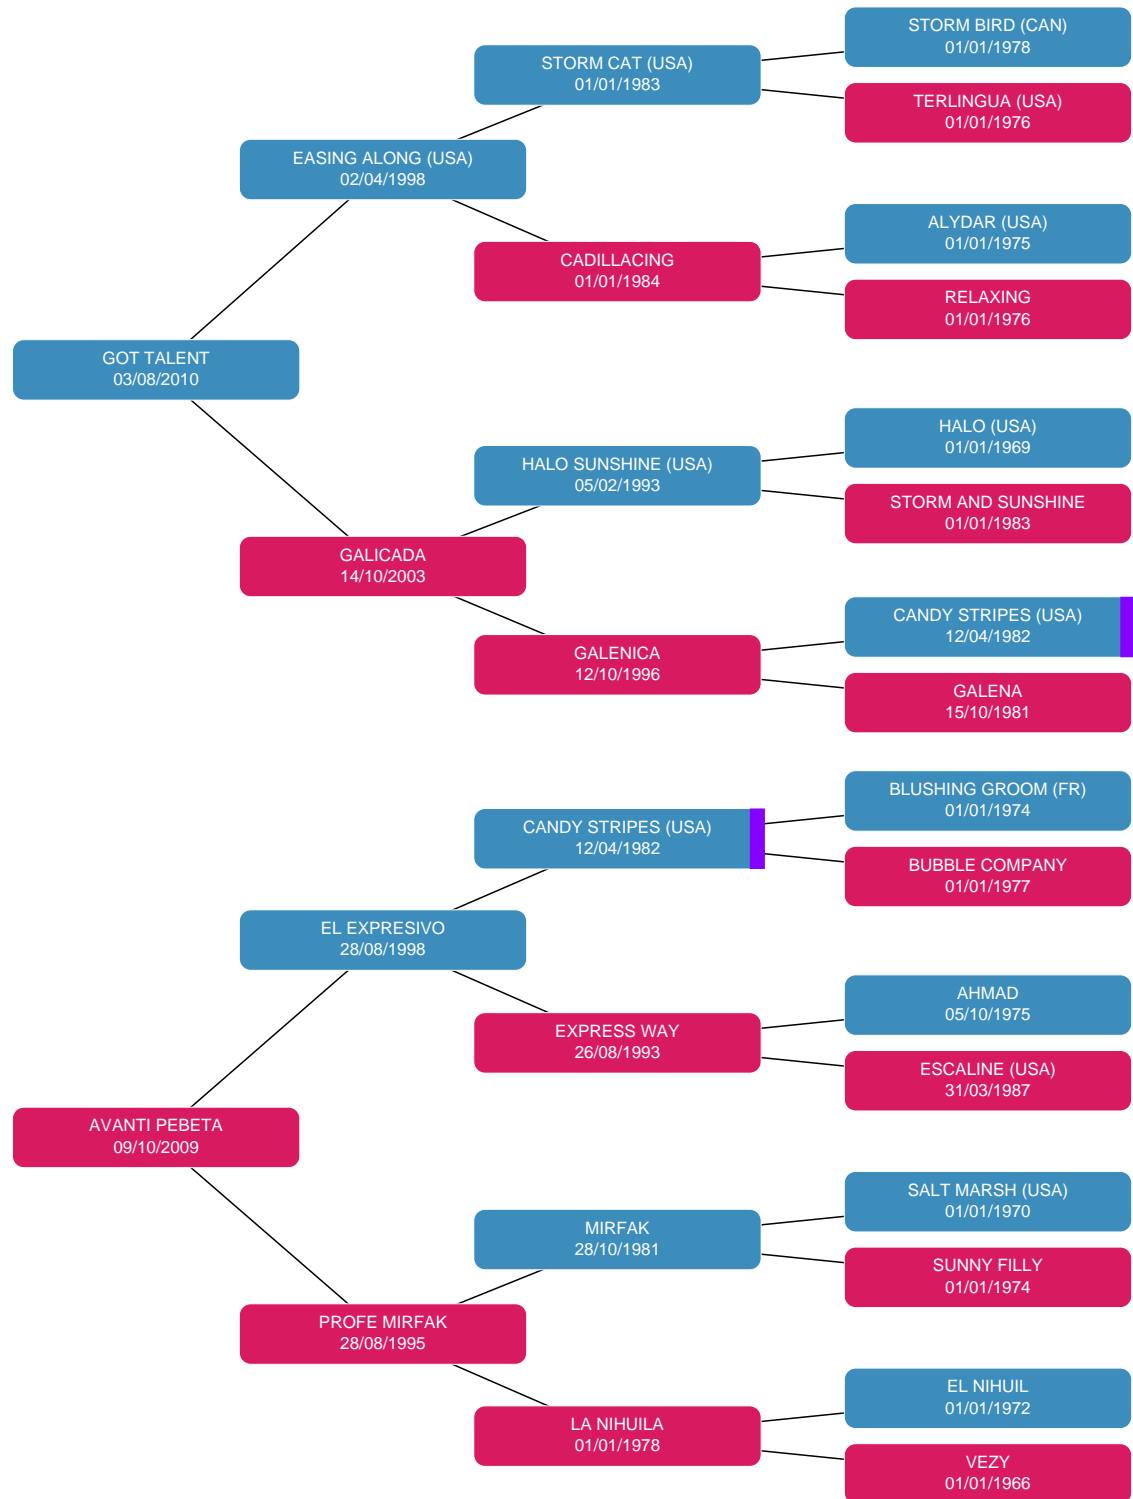 STORM BIRD (CAN)
01/01/1978
STORM CAT (USA)
01/01/1983
TERLINGUA (USA)
01/01/1976
EASING ALONG (USA)
02/04/1998
ALYDAR (USA)
01/01/1975
CADILLACING
01/01/1984
RELAXING
01/01/1976
GOT TALENT
03/08/2010
HALO (USA)
01/01/1969
HALO SUNSHINE (USA)
05/02/1993
STORM AND SUNSHINE
01/01/1983
GALICADA
14/10/2003
CANDY STRIPES (USA)
12/04/1982
GALENICA
12/10/1996
GALENA
15/10/1981
BLUSHING GROOM (FR)
01/01/1974
CANDY STRIPES (USA)
12/04/1982
BUBBLE COMPANY
01/01/1977
EL EXPRESIVO
28/08/1998
AHMAD
05/10/1975
EXPRESS WAY
26/08/1993
ESCALINE (USA)
31/03/1987
AVANTI PEBETA
09/10/2009
SALT MARSH (USA)
01/01/1970
MIRFAK
28/10/1981
SUNNY FILLY
01/01/1974
PROFE MIRFAK
28/08/1995
EL NIHUIL
01/01/1972
LA NIHUILA
01/01/1978
VEZY
01/01/1966